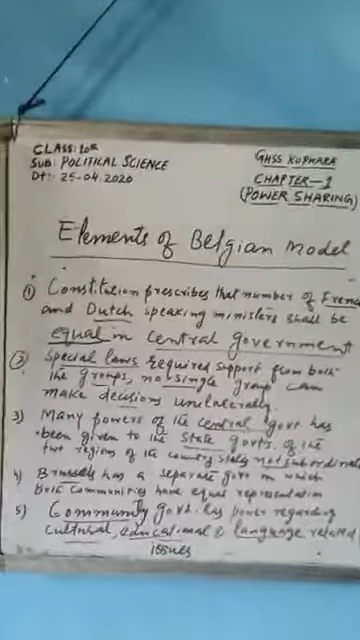 CLASS: 10th
SUB: POLITICAL SCIENCE
Dt: 25-04-2020
GHSS KUPWARA
CHAPTER-1
(POWER SHARING)
Elements of Belgian Model
① Constitution prescribes that number of French
and Dutch speaking ministers shall be
equal in central government
② Special laws required support from both
the groups, no single group can
make decisions unilaterally.
3) Many powers of the central govt has
been given to the state govts. of the
two regions of the country state not subordinate
4) Brussels has a separate govt in which
both communities have equal representation
5) Community govt. has power regarding
cultural, educational & language related
issues